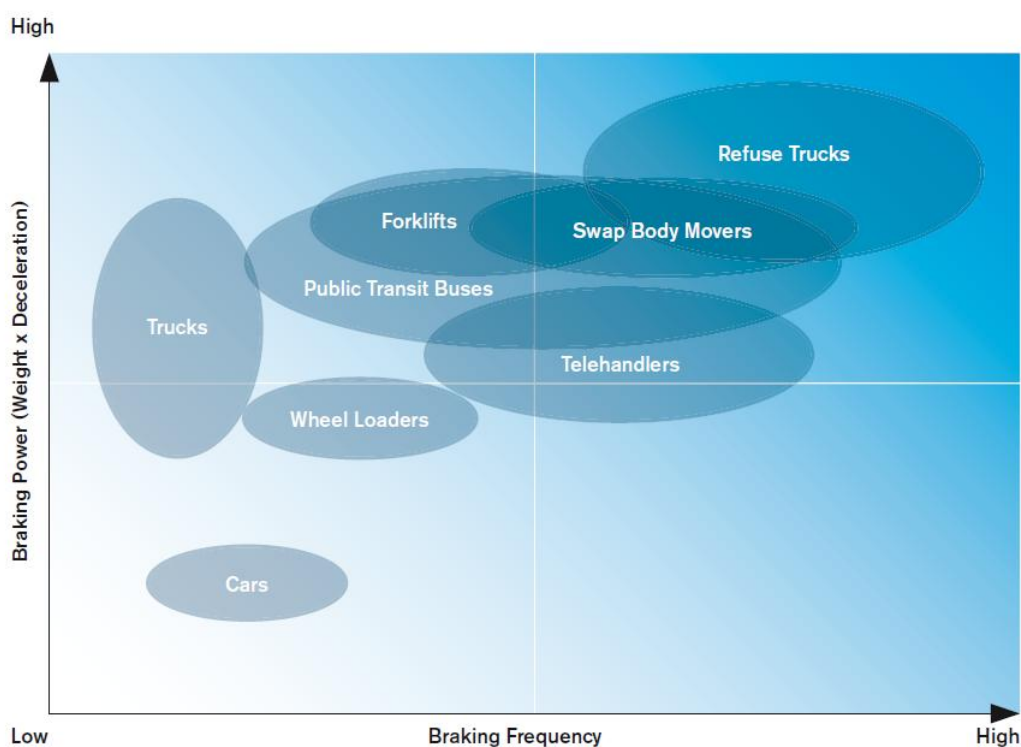 High
Braking Power (Weight x Deceleration)
Refuse Trucks
Forklifts
Swap Body Movers
Public Transit Buses
Trucks
Telehandlers
Wheel Loaders
Cars
Low
Braking Frequency
High